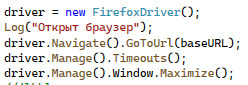 driver = new FirefoxDriver();
Log("Открыт браузер");
driver.Navigate().GoToUrl(baseURL);
driver.Manage().Timeouts();
driver.Manage().Window.Maximize();